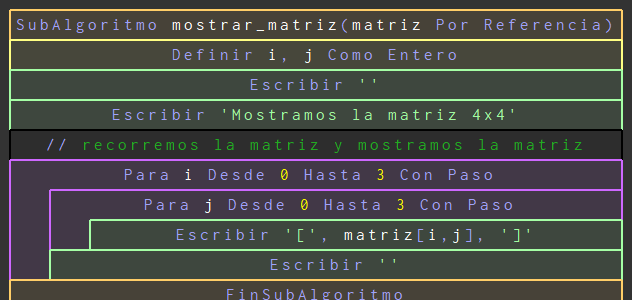 SubAlgoritmo mostrar_matriz(matriz Por Referencia)
Definir i, j Como Entero
Escribir ''
Escribir 'Mostramos la matriz 4x4'
// recorremos la matriz y mostramos la matriz
Para i Desde 0 Hasta 3 Con Paso
Para j Desde 0 Hasta 3 Con Paso
Escribir '[', matriz[i,j], ']'
Escribir ''
FinSubAlgoritmo